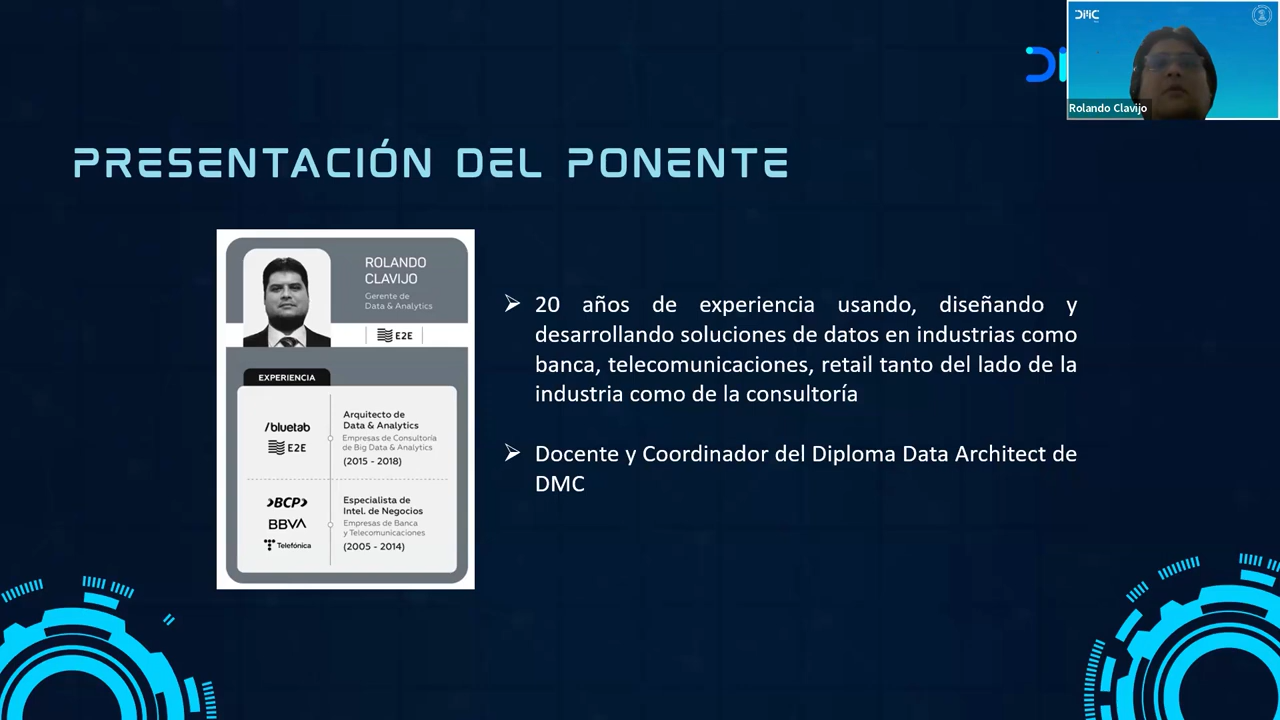 DMC
Rolando Clavijo
PRESENTACIÓN DEL PONENTE
ROLANDO
CLAVIJO
Gerente de
Data & Analytics
E2E
EXPERIENCIA
/bluetab
E2E
Arquitecto de
Data & Analytics
Empresas de Consultoría
de Big Data & Analytics
(2015 - 2018)
BCP
BBVA
Telefónica
Especialista de
Intel. de Negocios
Empresas de Banca
y Telecomunicaciones
(2005 - 2014)
20 años de experiencia usando, diseñando y
desarrollando soluciones de datos en industrias como
banca, telecomunicaciones, retail tanto del lado de la
industria como de la consultoría
Docente y Coordinador del Diploma Data Architect de
DMC